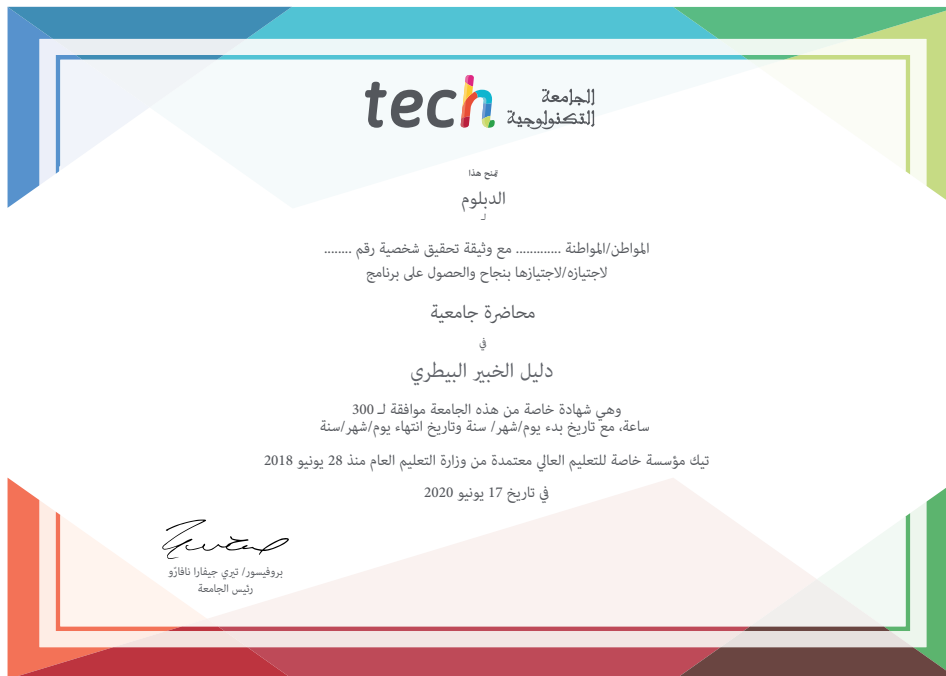 tech الجامعة
التكنولوجية
تمنح هذا
الدبلوم
لـ
المواطن/المواطنة ............. مع وثيقة تحقيق شخصية رقم ........
لاجتيازه/لاجتيازها بنجاح والحصول على برنامج
محاضرة جامعية
في
دليل الخبير البيطري
وهي شهادة خاصة من هذه الجامعة موافقة لـ 300
ساعة، مع تاريخ بدء يوم/شهر/ سنة وتاريخ انتهاء يوم/شهر/سنة
تيك مؤسسة خاصة للتعليم العالي معتمدة من وزارة التعليم العام منذ 28 يونيو 2018
في تاريخ 17 يونيو 2020
بروفيسور/ تيري جيفارا نافارّو
رئيس الجامعة